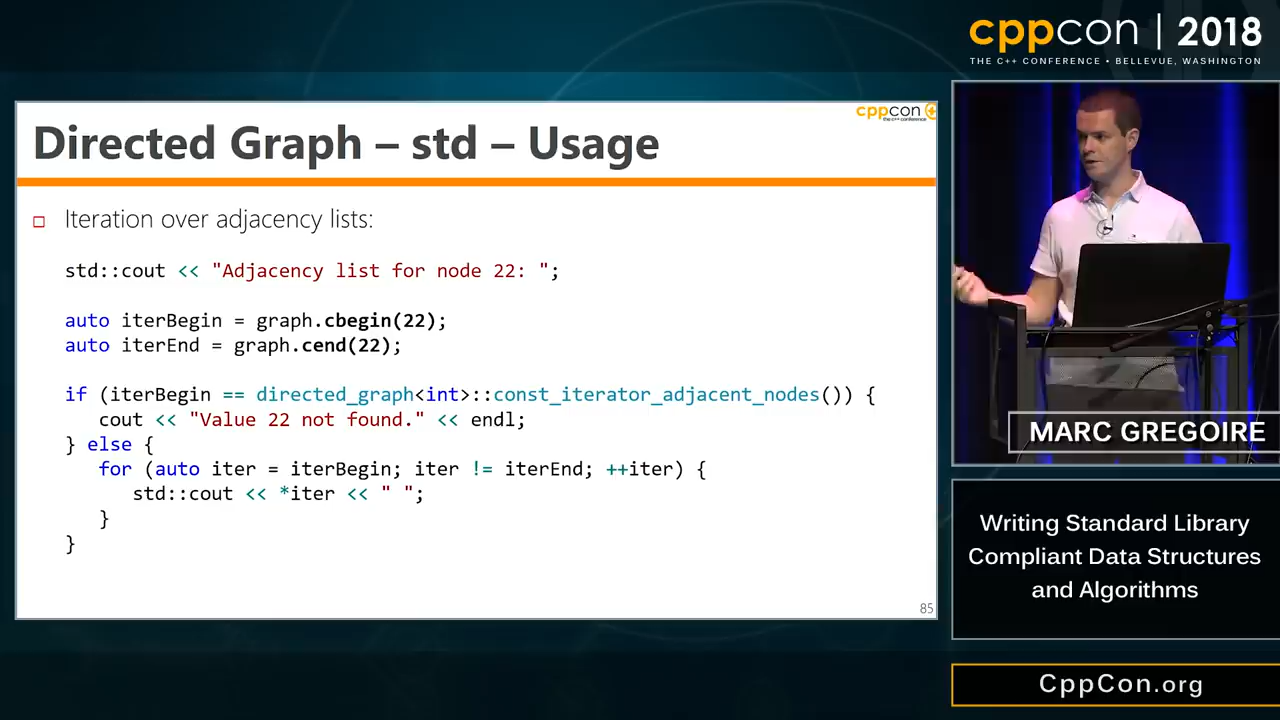 cppcon | 2018
THE C++ CONFERENCE • BELLEVUE, WASHINGTON
cppcon
the c++ conference
Directed Graph – std – Usage
Iteration over adjacency lists:
std::cout << "Adjacency list for node 22: ";
auto iterBegin = graph.cbegin(22);
auto iterEnd = graph.cend(22);
if (iterBegin == directed_graph<int>::const_iterator_adjacent_nodes()) {
cout << "Value 22 not found." << endl;
} else {
for (auto iter = iterBegin; iter != iterEnd; ++iter) {
std::cout << *iter << " ";
}
}
85
MARC GREGOIRE
Writing Standard Library
Compliant Data Structures
and Algorithms
CppCon.org